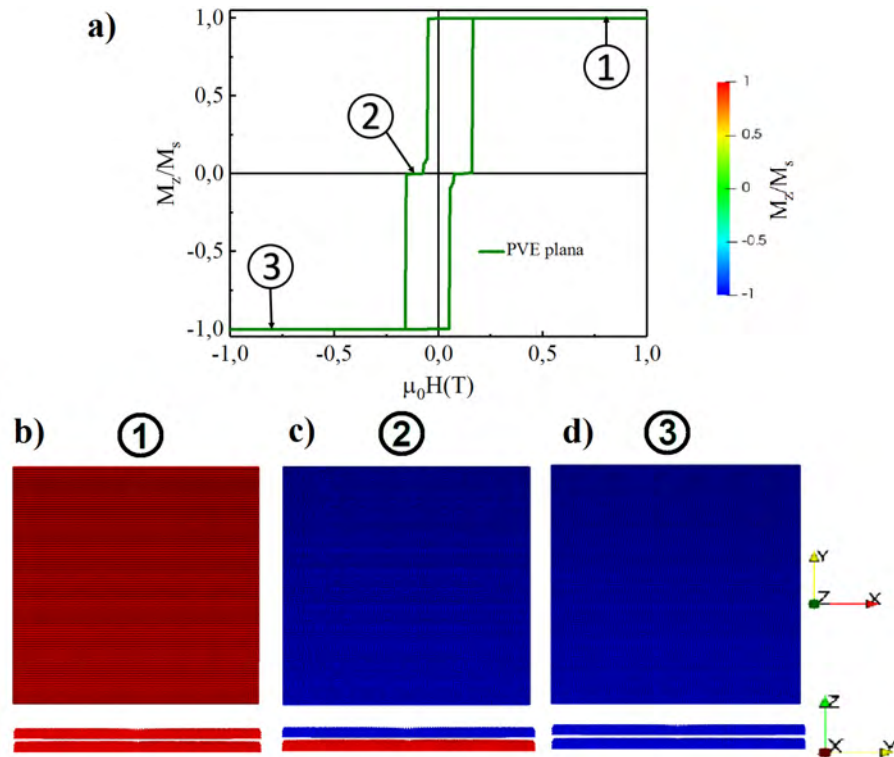 a)
1,0
0,5
0,0
-0,5
-1,0
M_z/M_s
-1,0 -0,5 0,0 0,5 1,0
μ₀H(T)
1
2
3
PVE plana
1
0.5
0
-0.5
-1
M_z/M_s
b) 1 c) 2 d) 3
Y
Z X
Z
X Y